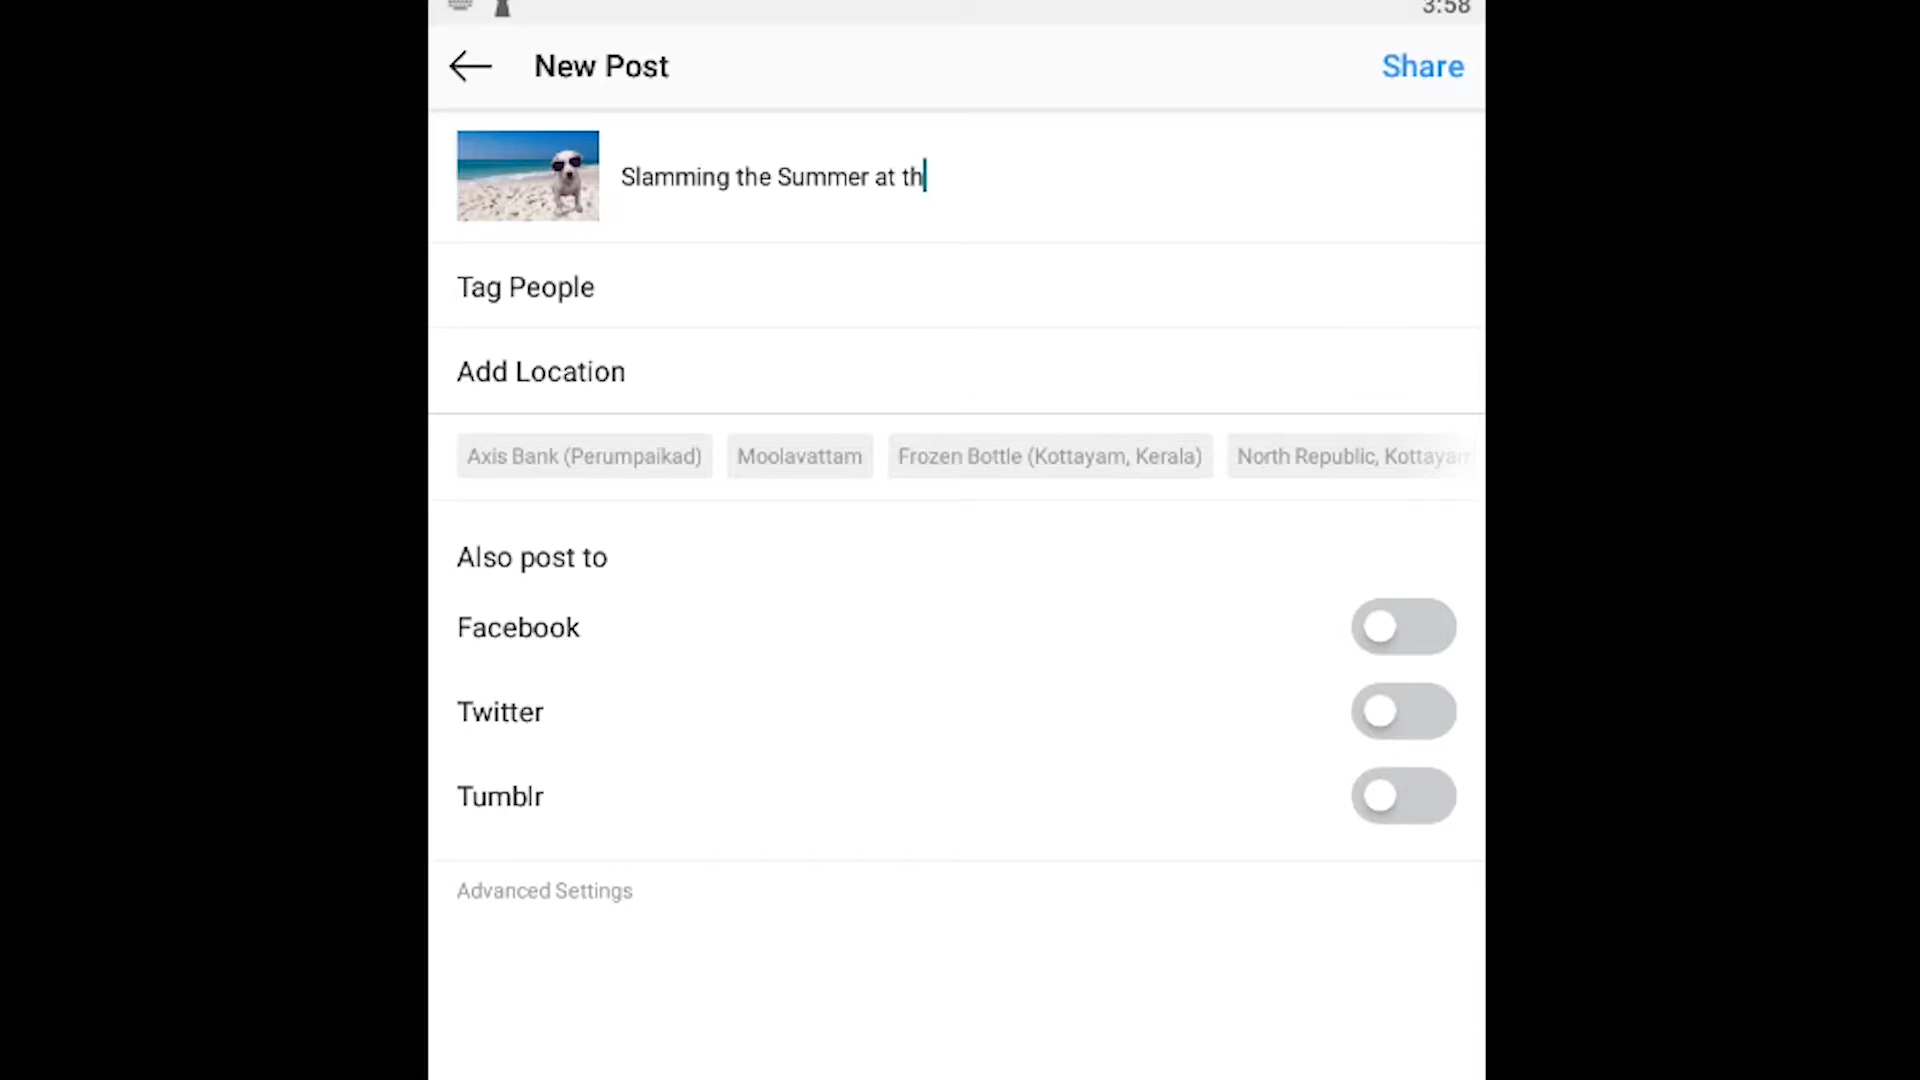 3:58
New Post
Share
Slamming the Summer at th
Tag People
Add Location
Axis Bank (Perumpaikad)
Moolavattam
Frozen Bottle (Kottayam, Kerala)
North Republic, Kottayam
Also post to
Facebook
Twitter
Tumblr
Advanced Settings